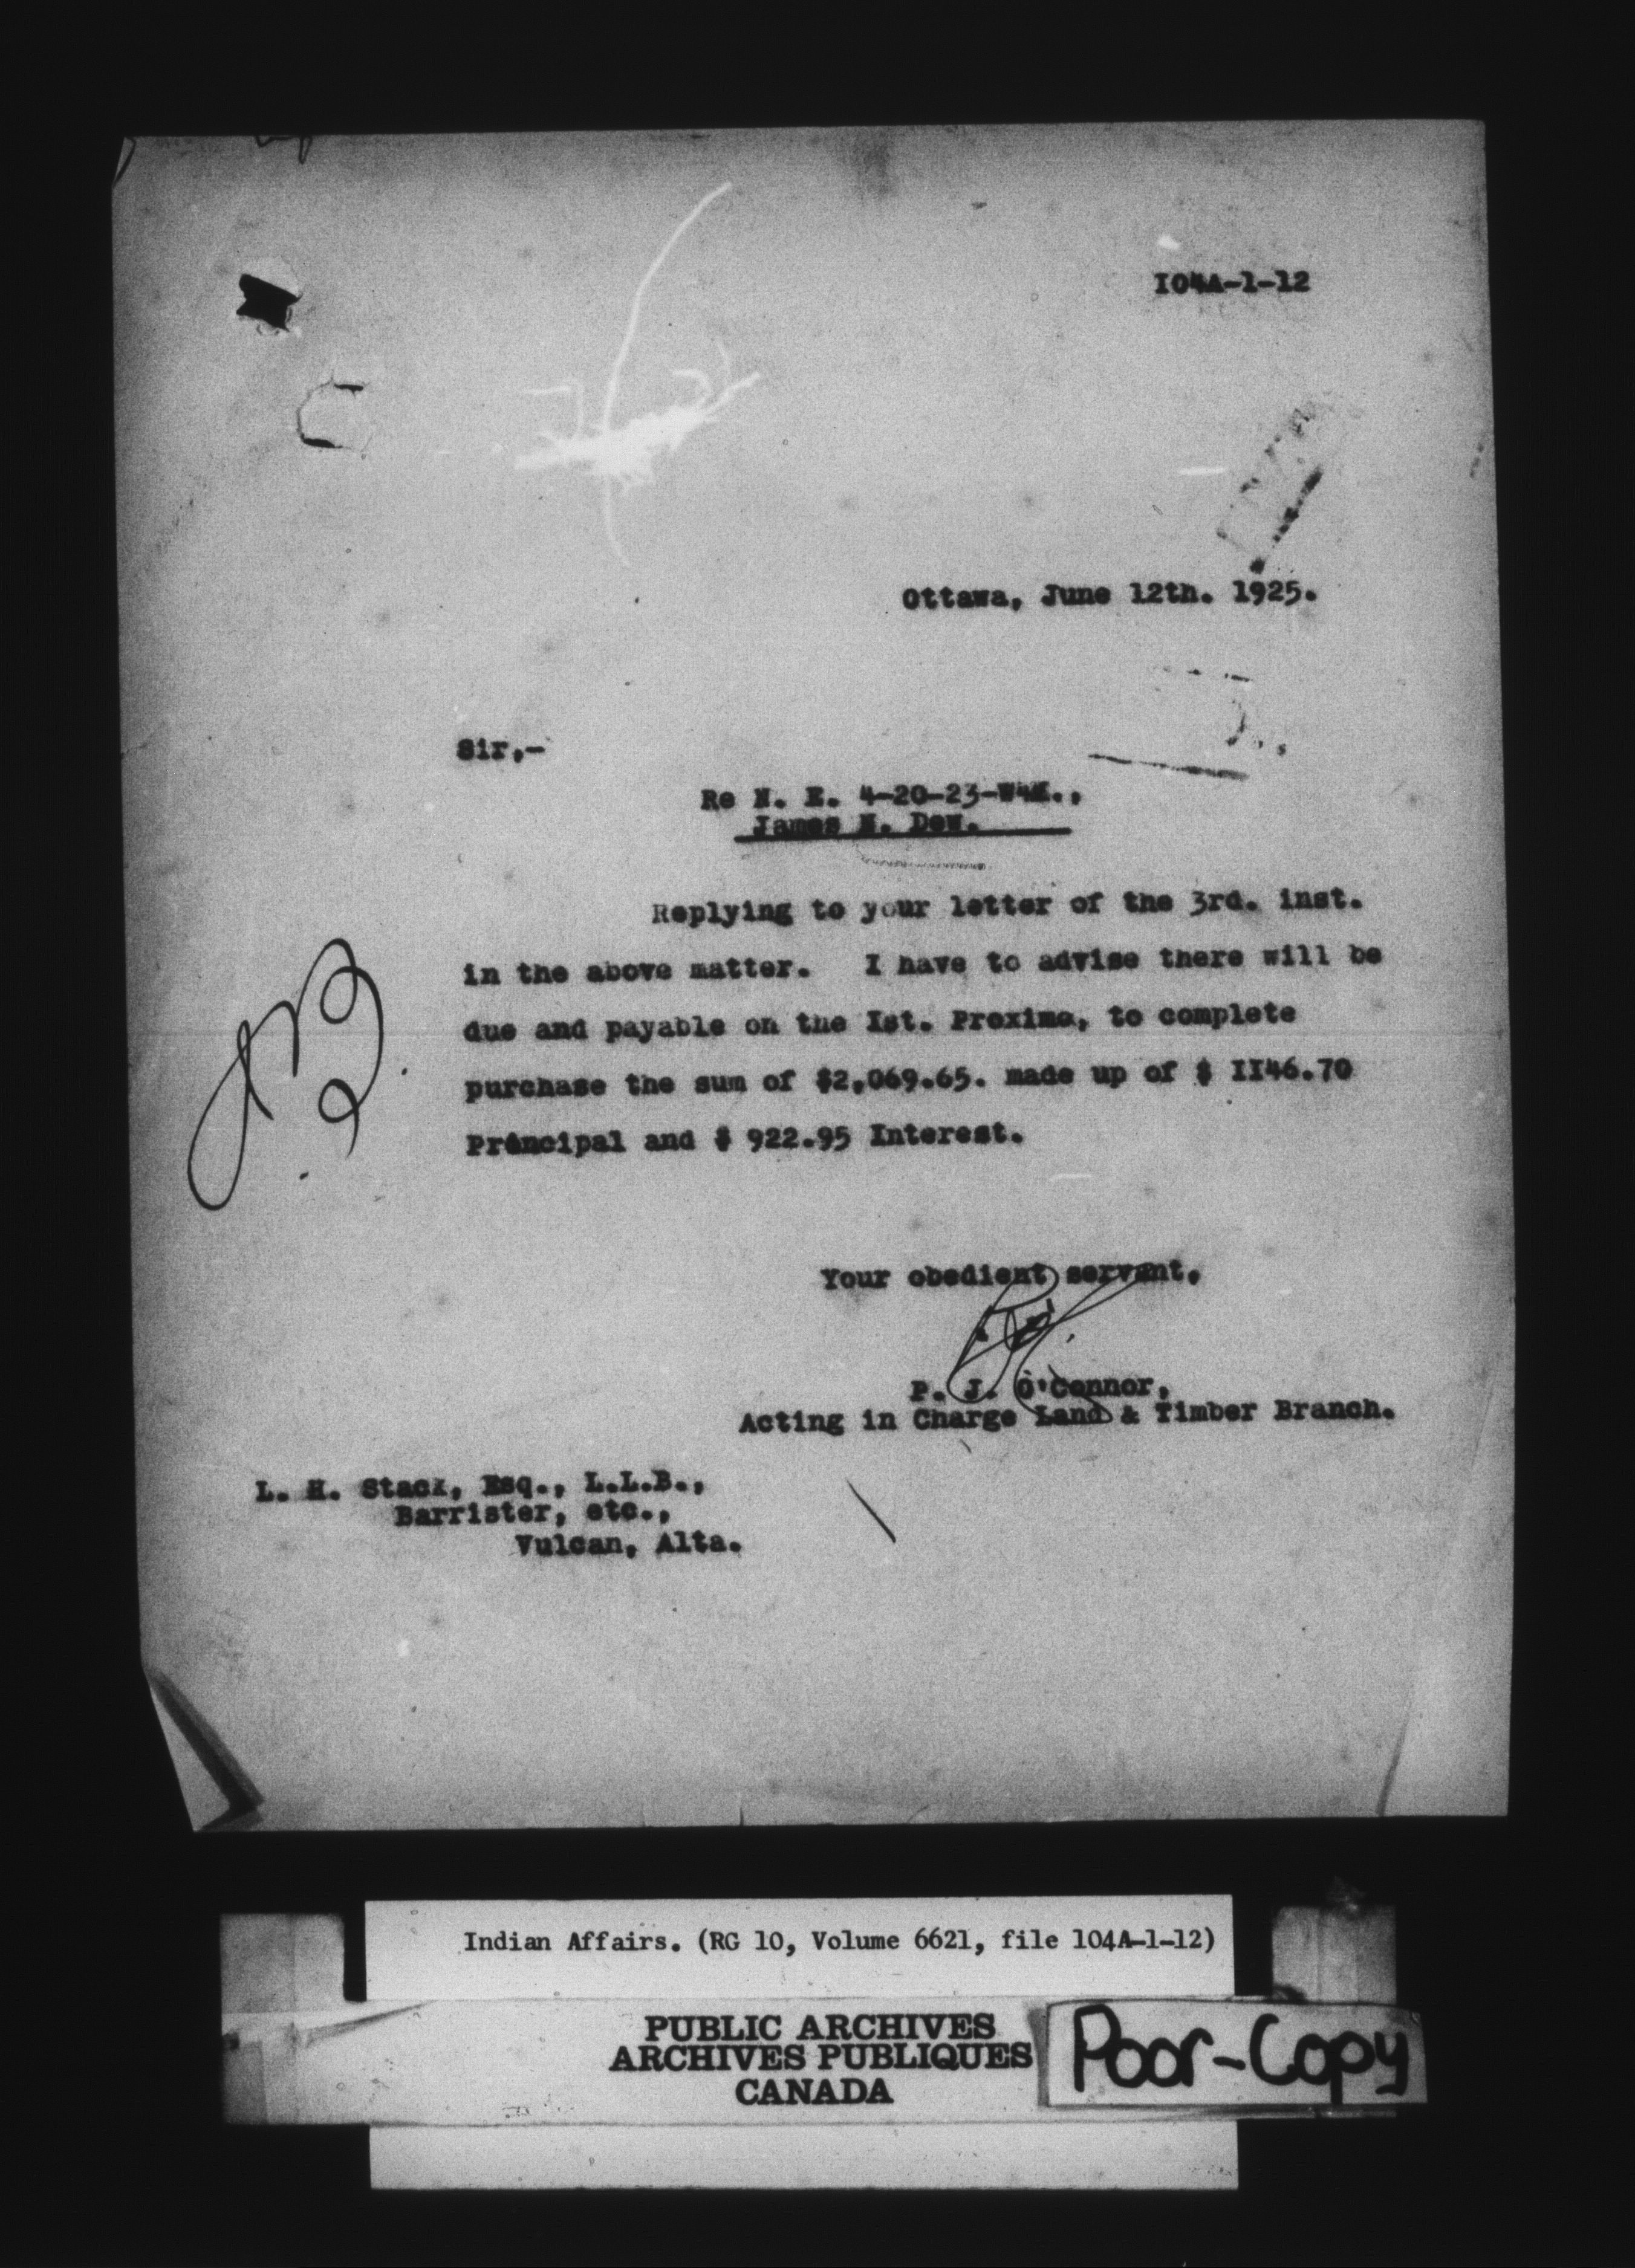 I04A-1-12
Ottawa, June 12th. 1925.
Sir,-
Re N. E. 4-20-23-W4M.,
James N. Dew.
Replying to your letter of the 3rd. inst.
in the above matter. I have to advise there will be
due and payable on the Ist. Proximo, to complete
purchase the sum of $2,069.65. made up of $ II46.70
Principal and $ 922.95 Interest.
Your obedient servant,
P. J. O'Connor,
Acting in Charge Land & Timber Branch.
L. H. Stack, Esq., L.L.B.,
Barrister, etc.,
Vulcan, Alta.
Indian Affairs. (RG 10, Volume 6621, file 104A-1-12)
PUBLIC ARCHIVES
ARCHIVES PUBLIQUES
CANADA
Poor-Copy